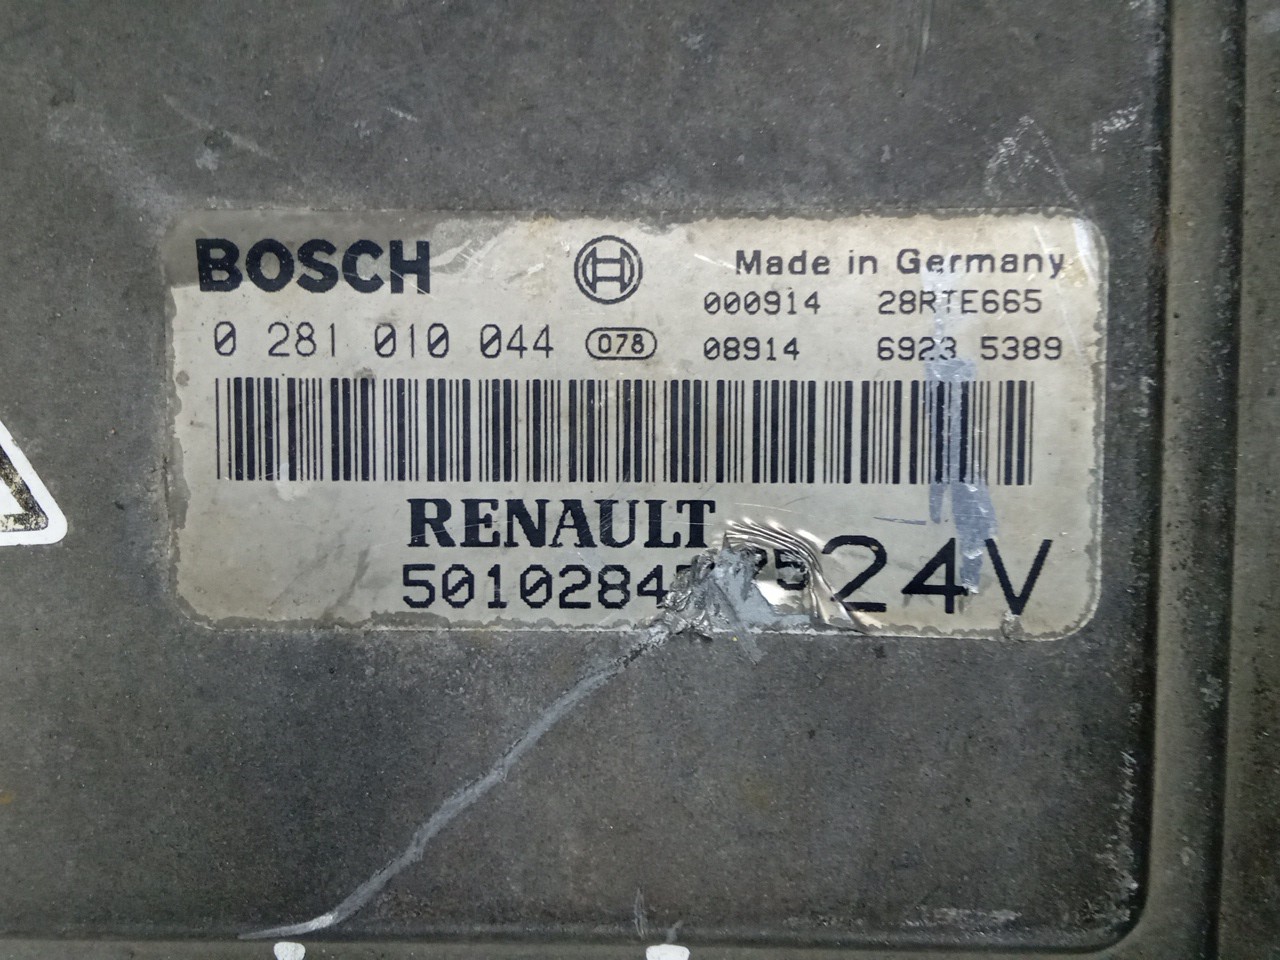 BOSCH
Made in Germany
000914 28RTE665
0 281 010 044 078 08914 6923 5389
RENAULT
24V